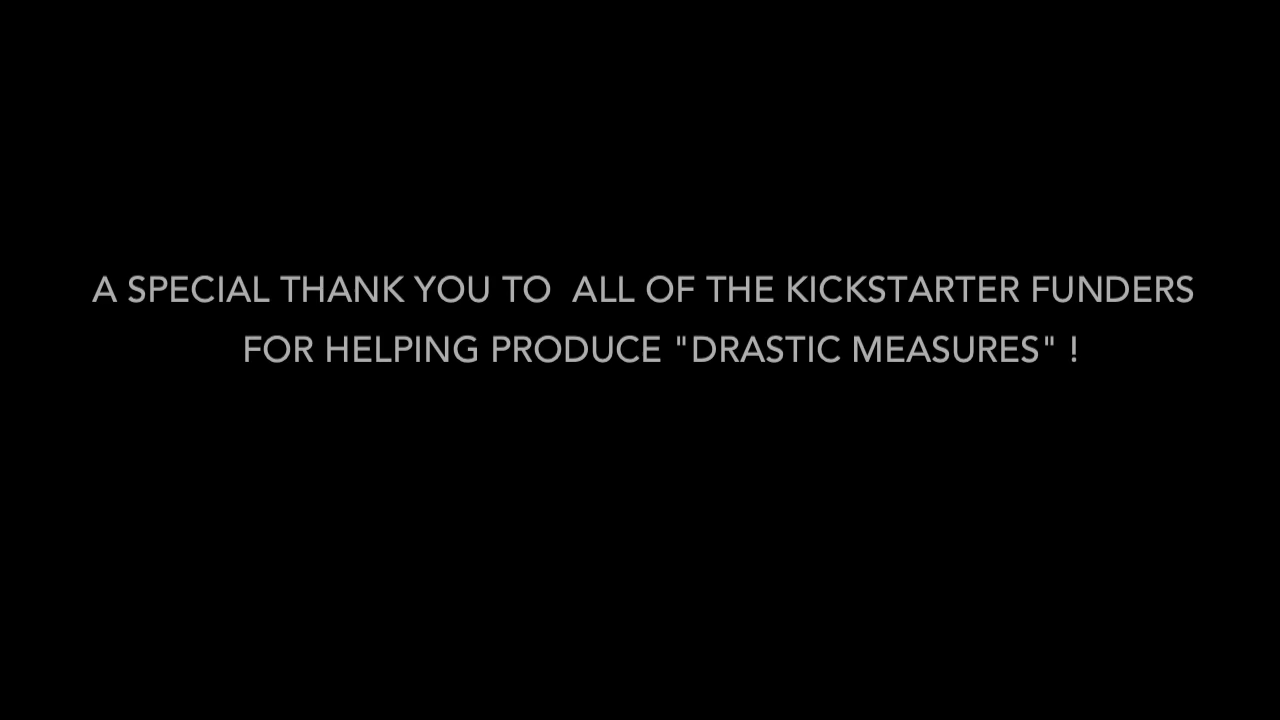 A SPECIAL THANK YOU TO  ALL OF THE KICKSTARTER FUNDERS
FOR HELPING PRODUCE "DRASTIC MEASURES" !